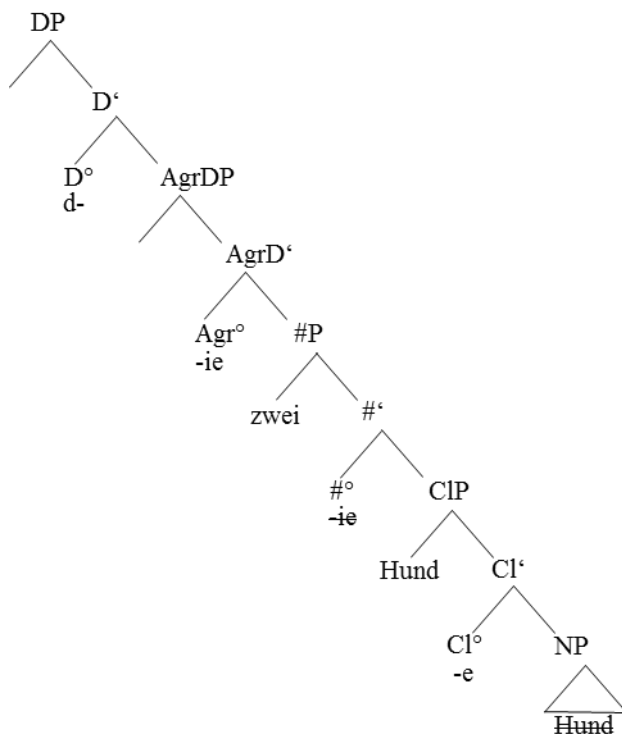 DP
D‘
D° AgrDP
d-
AgrD‘
Agr° #P
-ie
zwei #‘
#° ClP
-ie
Hund Cl‘
Cl° NP
-e
Hund